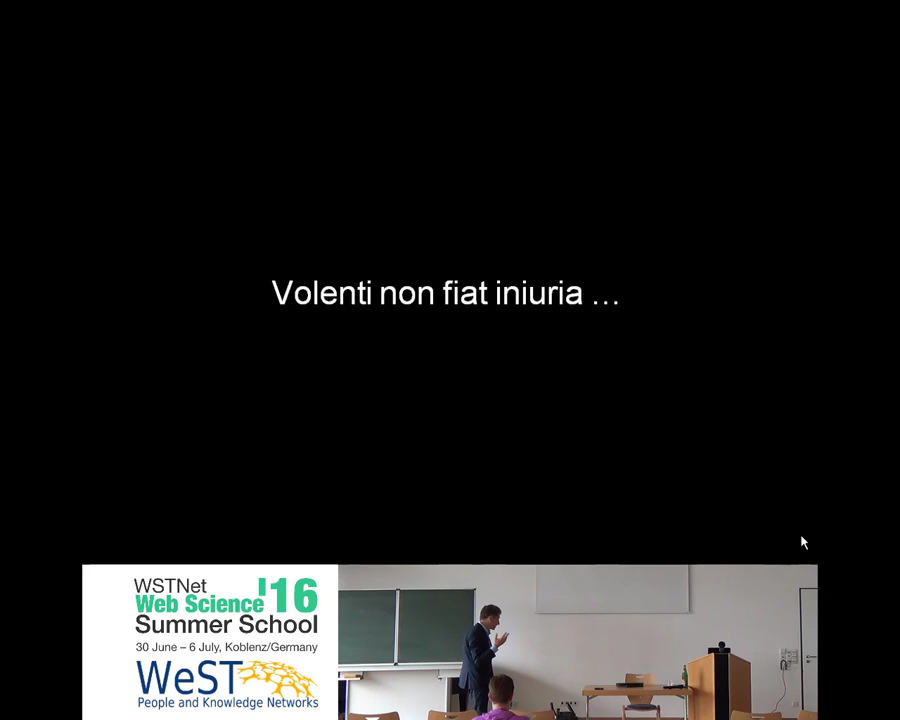 Volenti non fiat iniuria …
WSTNet
Web Science '16
Summer School
30 June – 6 July, Koblenz/Germany
WeST
People and Knowledge Networks